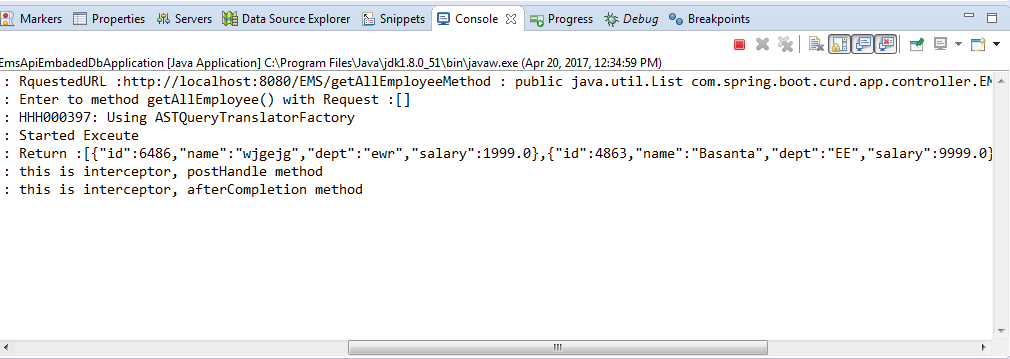 Markers Properties Servers Data Source Explorer Snippets Console Progress Debug Breakpoints
EmsApiEmbadedDbApplication [Java Application] C:\Program Files\Java\jdk1.8.0_51\bin\javaw.exe (Apr 20, 2017, 12:34:59 PM)
: RquestedURL :http://localhost:8080/EMS/getAllEmployeeMethod : public java.util.List com.spring.boot.curd.app.controller.EM
: Enter to method getAllEmployee() with Request :[]
: HHH000397: Using ASTQueryTranslatorFactory
: Started Exceute
: Return :[{"id":6486,"name":"wjgejg","dept":"ewr","salary":1999.0},{"id":4863,"name":"Basanta","dept":"EE","salary":9999.0}
: this is interceptor, postHandle method
: this is interceptor, afterCompletion method